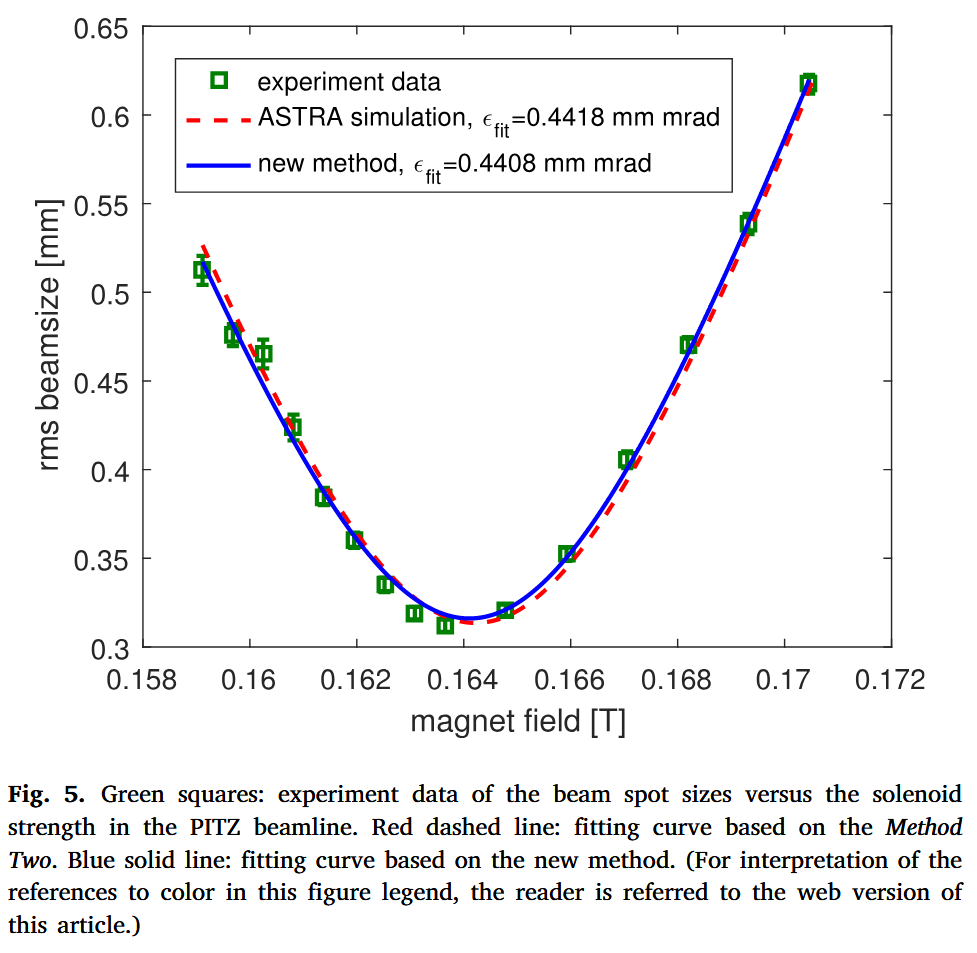 0.65
0.6
0.55
0.5
0.45
0.4
0.35
0.3
rms beamsize [mm]
experiment data
ASTRA simulation, ϵfit=0.4418 mm mrad
new method, ϵfit=0.4408 mm mrad
0.158 0.16 0.162 0.164 0.166 0.168 0.17 0.172
magnet field [T]
Fig. 5. Green squares: experiment data of the beam spot sizes versus the solenoid
strength in the PITZ beamline. Red dashed line: fitting curve based on the Method
Two. Blue solid line: fitting curve based on the new method. (For interpretation of the
references to color in this figure legend, the reader is referred to the web version of
this article.)